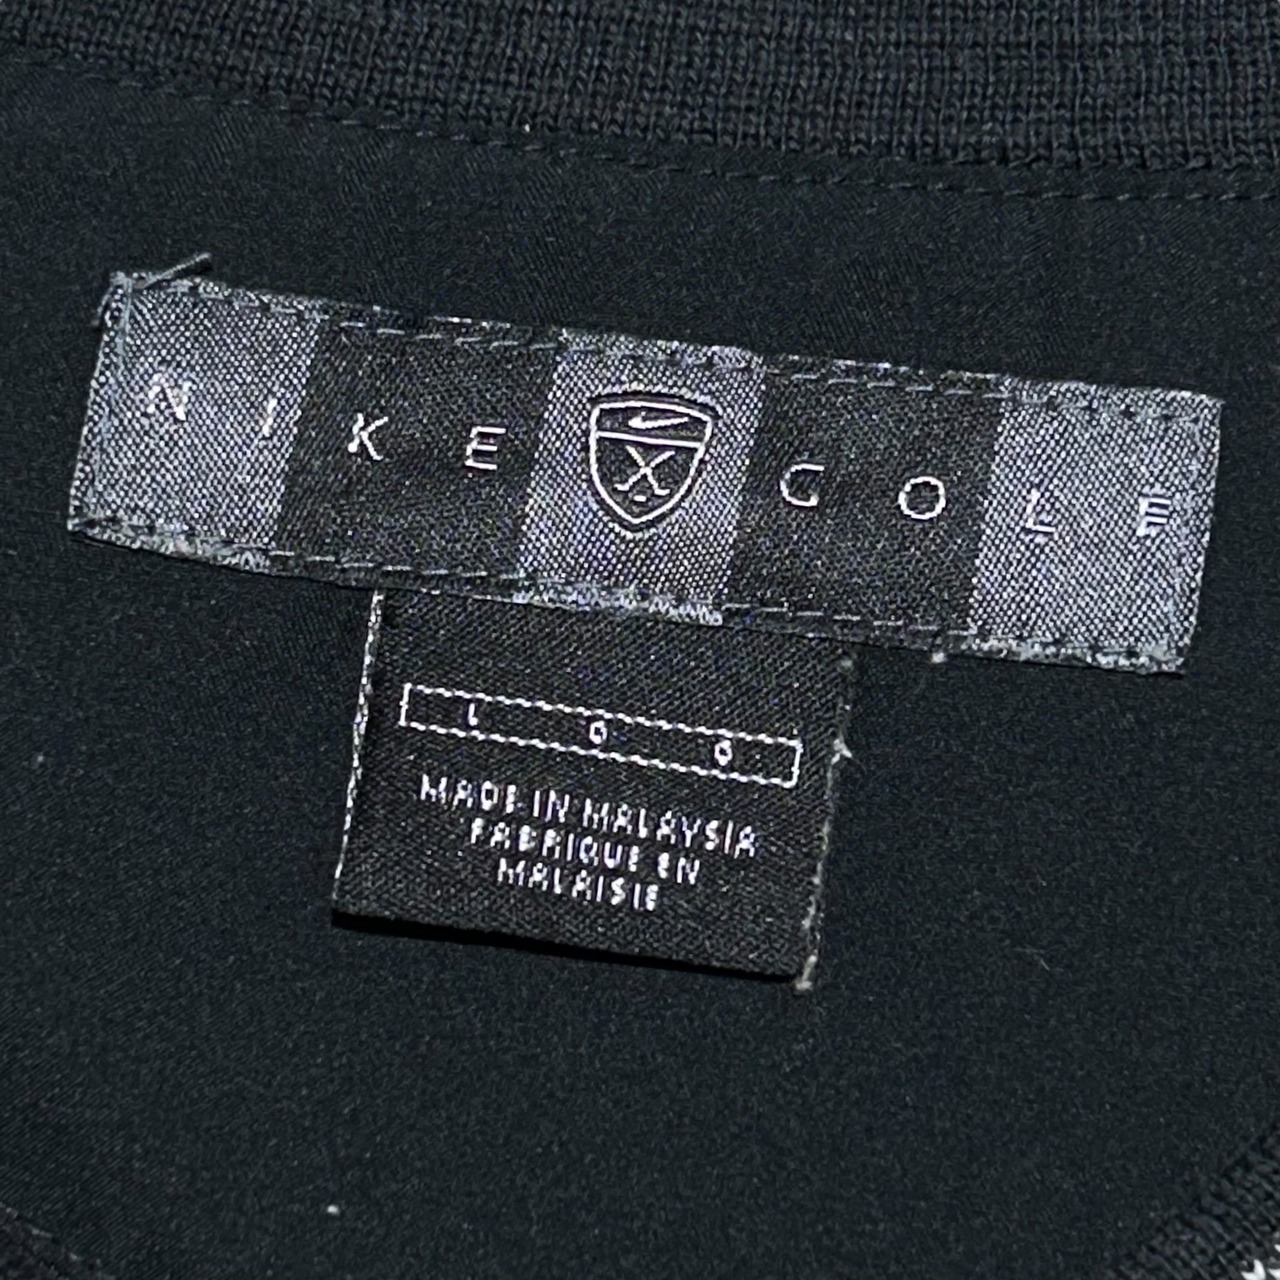 NIKE GOLF
L G G
MADE IN MALAYSIA
FABRIQUE EN
MALAISIE